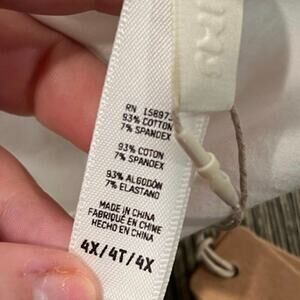 RN 158973
93% COTTON
7% SPANDEX
93% COTON
7% SPANDEX
93% ALGODÓN
7% ELASTANO
MADE IN CHINA
FABRIQUÉ EN CHINE
HECHO EN CHINA
4X/4T/4X